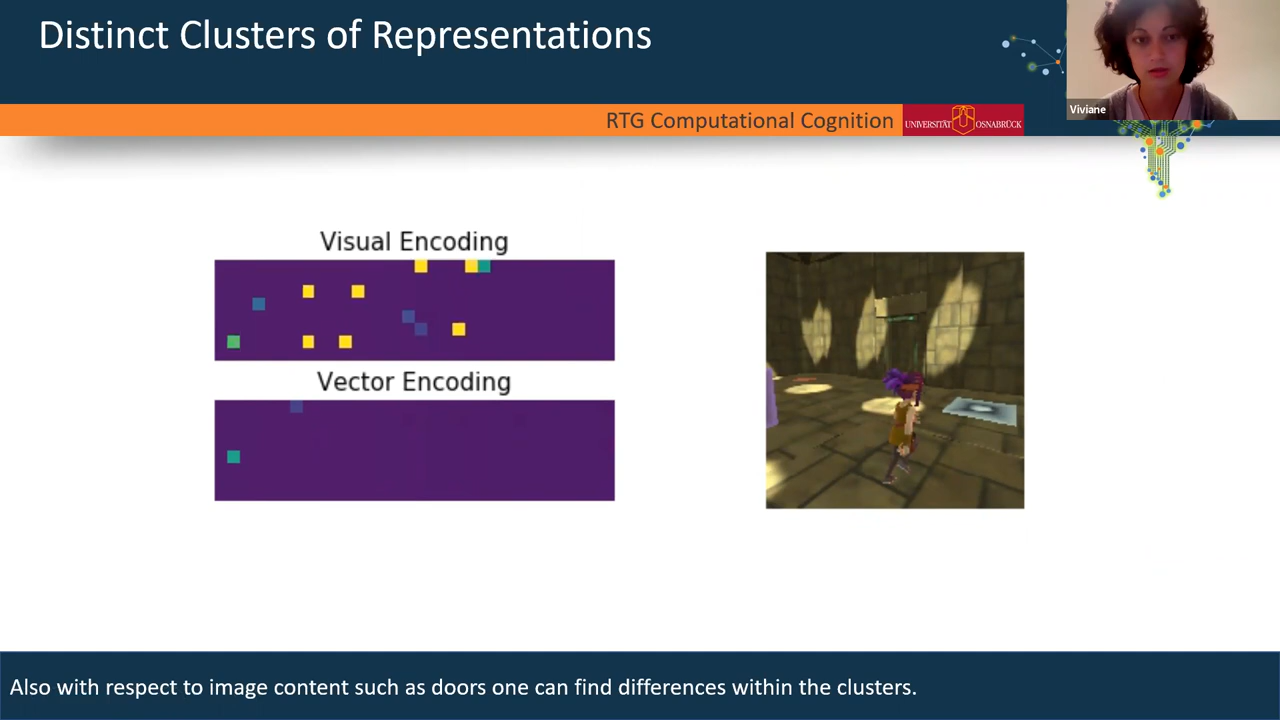 Distinct Clusters of Representations
Viviane
RTG Computational Cognition
UNIVERSITÄT OSNABRÜCK
Visual Encoding
Vector Encoding
Also with respect to image content such as doors one can find differences within the clusters.